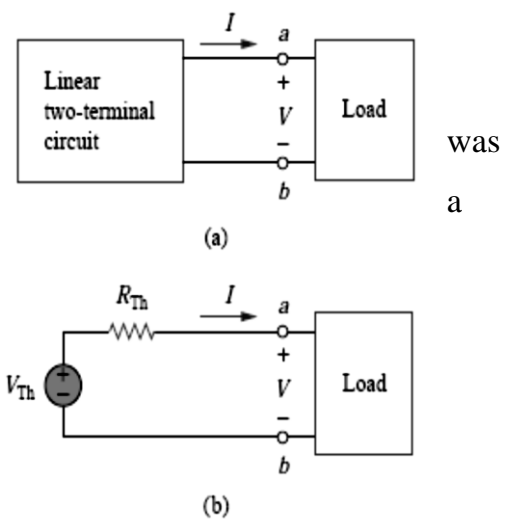 I
a
Linear
two-terminal
circuit
+
V
–
Load
b
(a)
was
a
R_Th
I
a
V_Th
+
–
+
V
–
Load
b
(b)